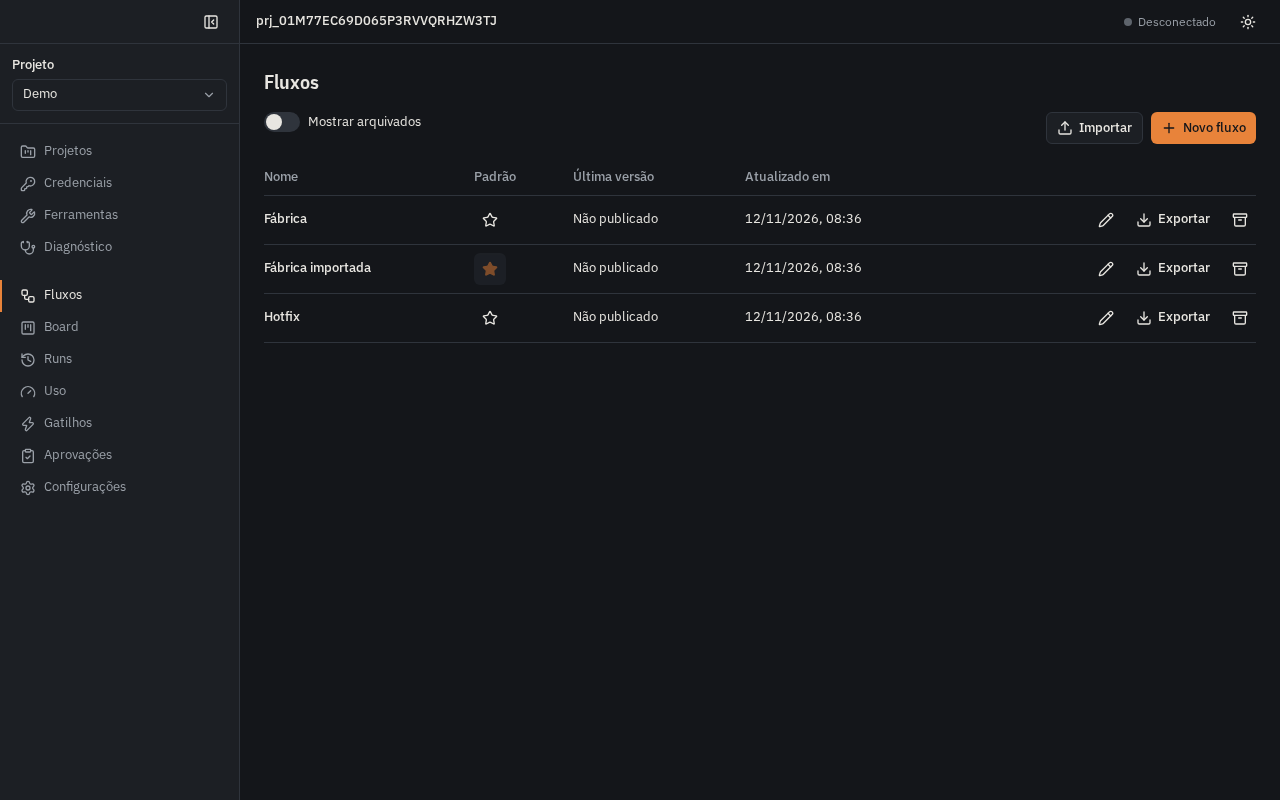 prj_01M77EC69D065P3RVVQRHZW3TJ
Desconectado
Projeto
Demo
Projetos
Credenciais
Ferramentas
Diagnóstico
Fluxos
Board
Runs
Uso
Gatilhos
Aprovações
Configurações
Fluxos
Mostrar arquivados
Importar
Novo fluxo
Nome Padrão Última versão Atualizado em
Fábrica Não publicado 12/11/2026, 08:36 Exportar
Fábrica importada Não publicado 12/11/2026, 08:36 Exportar
Hotfix Não publicado 12/11/2026, 08:36 Exportar